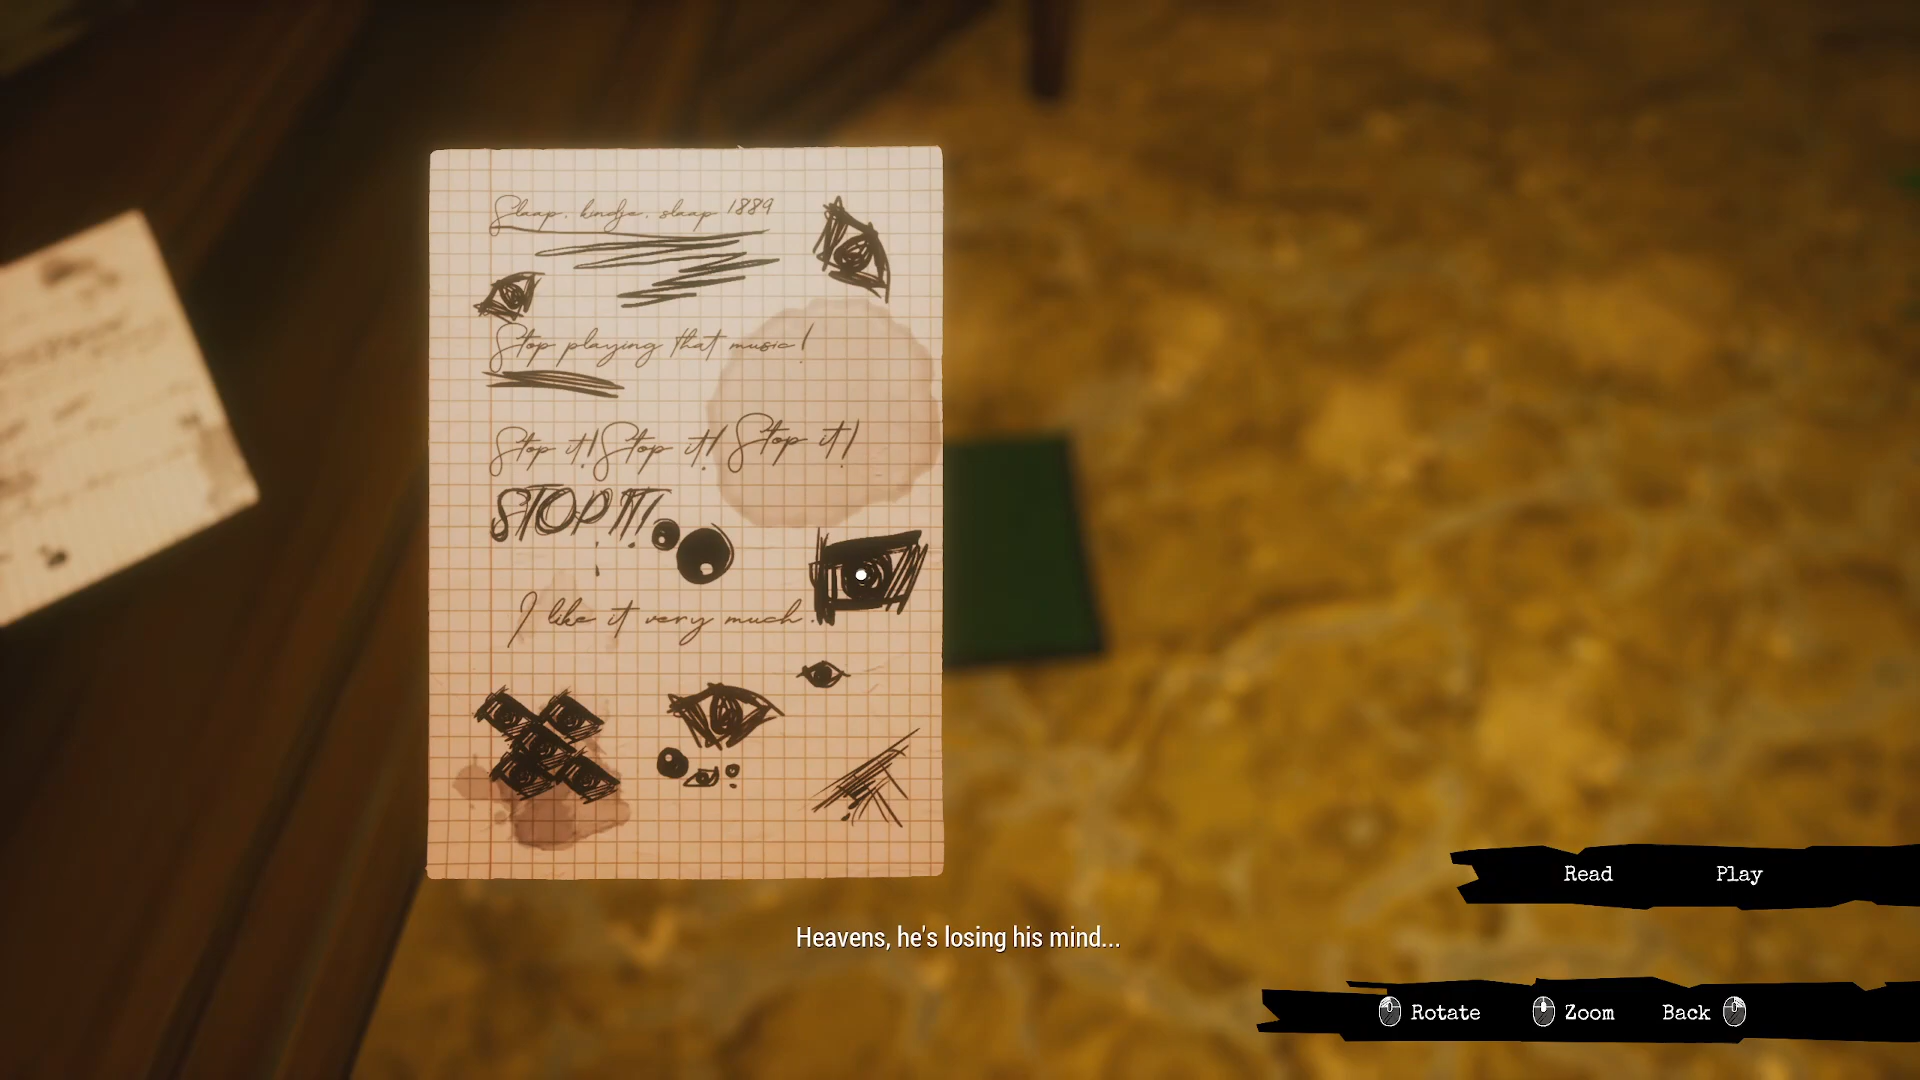 Slaap, kindje, slaap 1889
Stop playing that music!
Stop it! Stop it! Stop it!
STOP IT!
I like it very much.
Heavens, he's losing his mind...
Read Play
Rotate Zoom Back